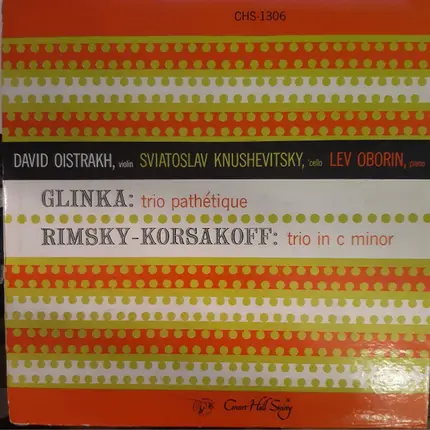 CHS-1306
DAVID OISTRAKH, violin SVIATOSLAV KNUSHEVITSKY, 'cello LEV OBORIN, piano
GLINKA: trio pathétique
RIMSKY-KORSAKOFF: trio in c minor
Concert Hall Society